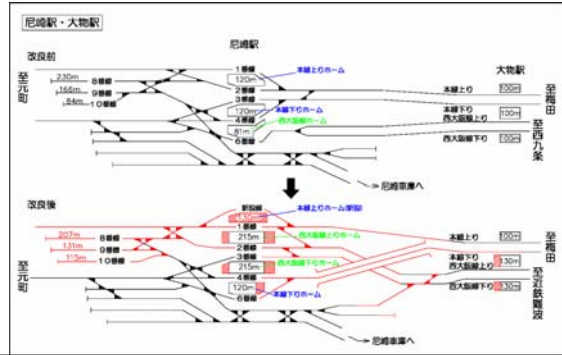 尼崎駅・大物駅
改良前
尼崎駅
大物駅
至元町
230m
8番線
166m
9番線
84m
10番線
1番線
120m
本線上りホーム
2番線
3番線
120m
本線下りホーム
4番線
81m
西大阪線ホーム
6番線
本線上り
100m
本線下り
西大阪線上り
100m
西大阪線下り
100m
至梅田
至西九条
尼崎車庫へ
改良後
新設線
130m
本線上りホーム(新設)
1番線
215m
西大阪線上りホーム
2番線
3番線
215m
西大阪線下りホーム
4番線
120m
本線下りホーム
6番線
207m
8番線
131m
9番線
115m
10番線
至元町
本線上り
100m
本線下り
西大阪線上り
130m
西大阪線下り
130m
至梅田
至近鉄難波
尼崎車庫へ